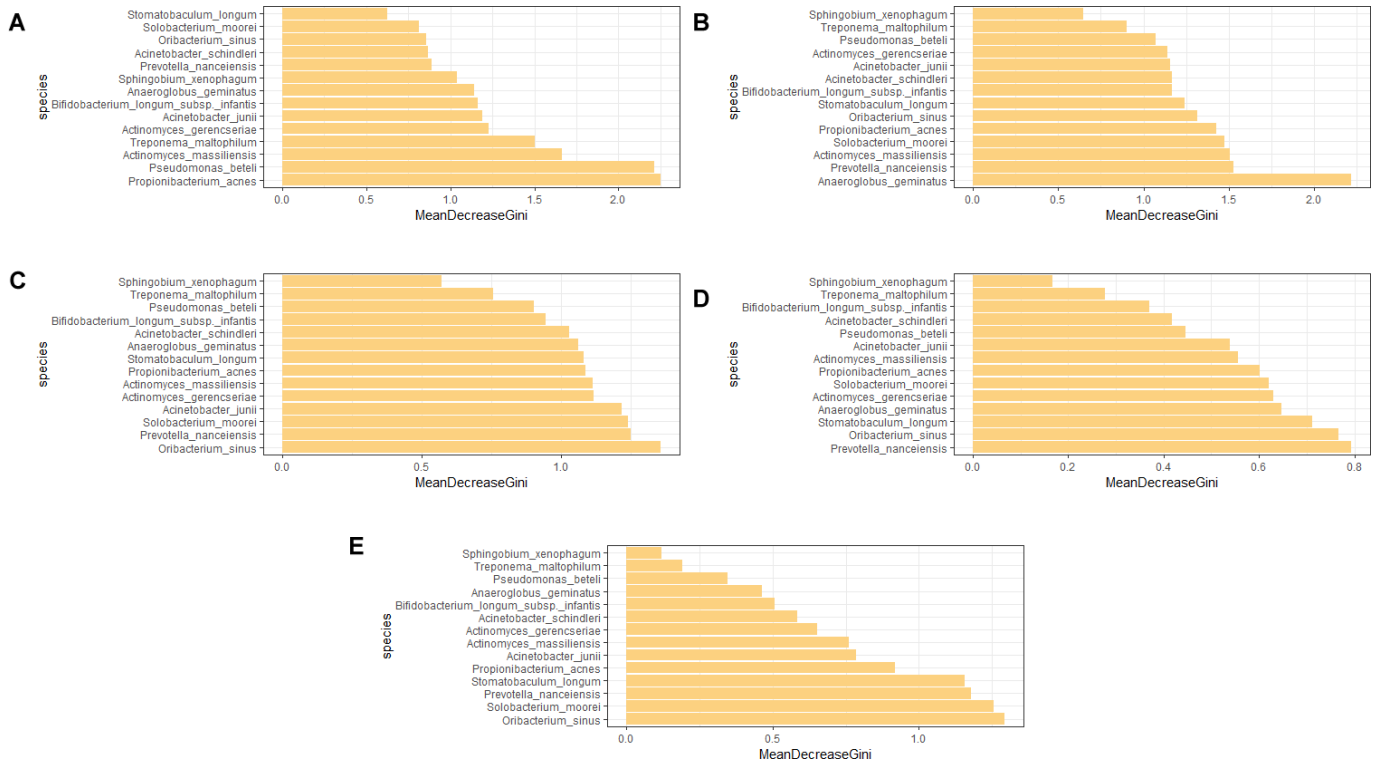 A
species
Stomatobaculum_longum
Solobacterium_moorei
Oribacterium_sinus
Acinetobacter_schindleri
Prevotella_nanceiensis
Sphingobium_xenophagum
Anaeroglobus_geminatus
Bifidobacterium_longum_subsp._infantis
Acinetobacter_junii
Actinomyces_gerencseriae
Treponema_maltophilum
Actinomyces_massiliensis
Pseudomonas_beteli
Propionibacterium_acnes
0.0 0.5 1.0 1.5 2.0
MeanDecreaseGini
B
species
Sphingobium_xenophagum
Treponema_maltophilum
Pseudomonas_beteli
Actinomyces_gerencseriae
Acinetobacter_junii
Acinetobacter_schindleri
Bifidobacterium_longum_subsp._infantis
Stomatobaculum_longum
Oribacterium_sinus
Propionibacterium_acnes
Solobacterium_moorei
Actinomyces_massiliensis
Prevotella_nanceiensis
Anaeroglobus_geminatus
0.0 0.5 1.0 1.5 2.0
MeanDecreaseGini
C
species
Sphingobium_xenophagum
Treponema_maltophilum
Pseudomonas_beteli
Bifidobacterium_longum_subsp._infantis
Acinetobacter_schindleri
Anaeroglobus_geminatus
Stomatobaculum_longum
Propionibacterium_acnes
Actinomyces_massiliensis
Actinomyces_gerencseriae
Acinetobacter_junii
Solobacterium_moorei
Prevotella_nanceiensis
Oribacterium_sinus
0.0 0.5 1.0
MeanDecreaseGini
D
species
Sphingobium_xenophagum
Treponema_maltophilum
Bifidobacterium_longum_subsp._infantis
Acinetobacter_schindleri
Pseudomonas_beteli
Acinetobacter_junii
Actinomyces_massiliensis
Propionibacterium_acnes
Solobacterium_moorei
Actinomyces_gerencseriae
Anaeroglobus_geminatus
Stomatobaculum_longum
Oribacterium_sinus
Prevotella_nanceiensis
0.0 0.2 0.4 0.6 0.8
MeanDecreaseGini
E
species
Sphingobium_xenophagum
Treponema_maltophilum
Pseudomonas_beteli
Anaeroglobus_geminatus
Bifidobacterium_longum_subsp._infantis
Acinetobacter_schindleri
Actinomyces_gerencseriae
Actinomyces_massiliensis
Acinetobacter_junii
Propionibacterium_acnes
Stomatobaculum_longum
Prevotella_nanceiensis
Solobacterium_moorei
Oribacterium_sinus
0.0 0.5 1.0
MeanDecreaseGini